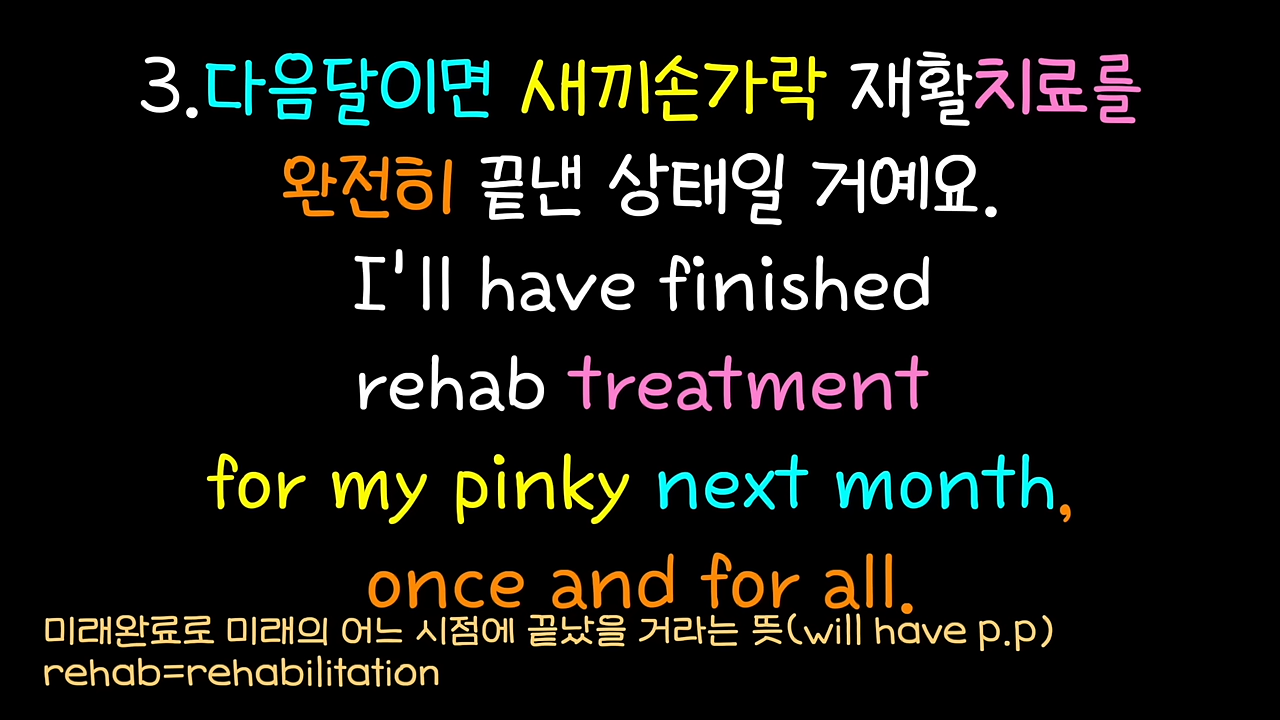 3.다음달이면 새끼손가락 재활치료를
완전히 끝낸 상태일 거예요.
I'll have finished
rehab treatment
for my pinky next month,
once and for all.
미래완료로 미래의 어느 시점에 끝났을 거라는 뜻(will have p.p)
rehab=rehabilitation